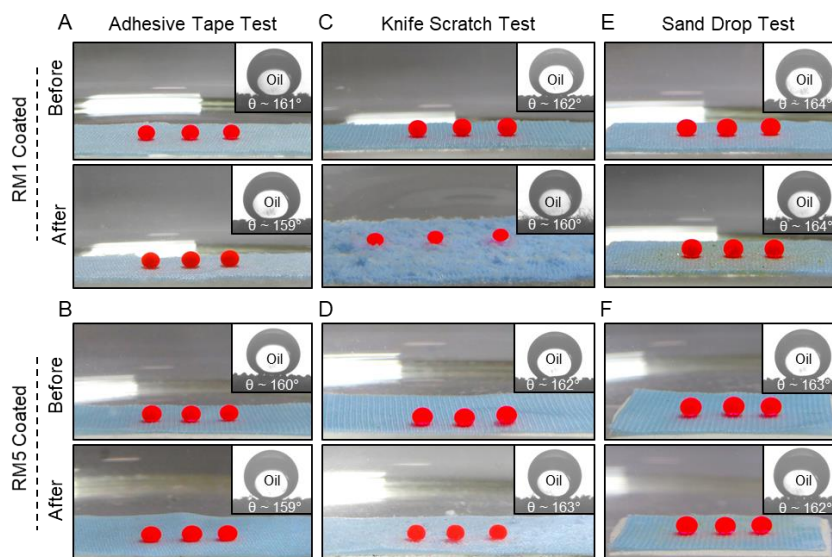 A Adhesive Tape Test C Knife Scratch Test E Sand Drop Test
RM1 Coated
Before
Oil
θ ~ 161°
Oil
θ ~ 162°
Oil
θ ~ 164°
After
Oil
θ ~ 159°
Oil
θ ~ 160°
Oil
θ ~ 164°
B D F
RM5 Coated
Before
Oil
θ ~ 160°
Oil
θ ~ 162°
Oil
θ ~ 163°
After
Oil
θ ~ 159°
Oil
θ ~ 163°
Oil
θ ~ 162°